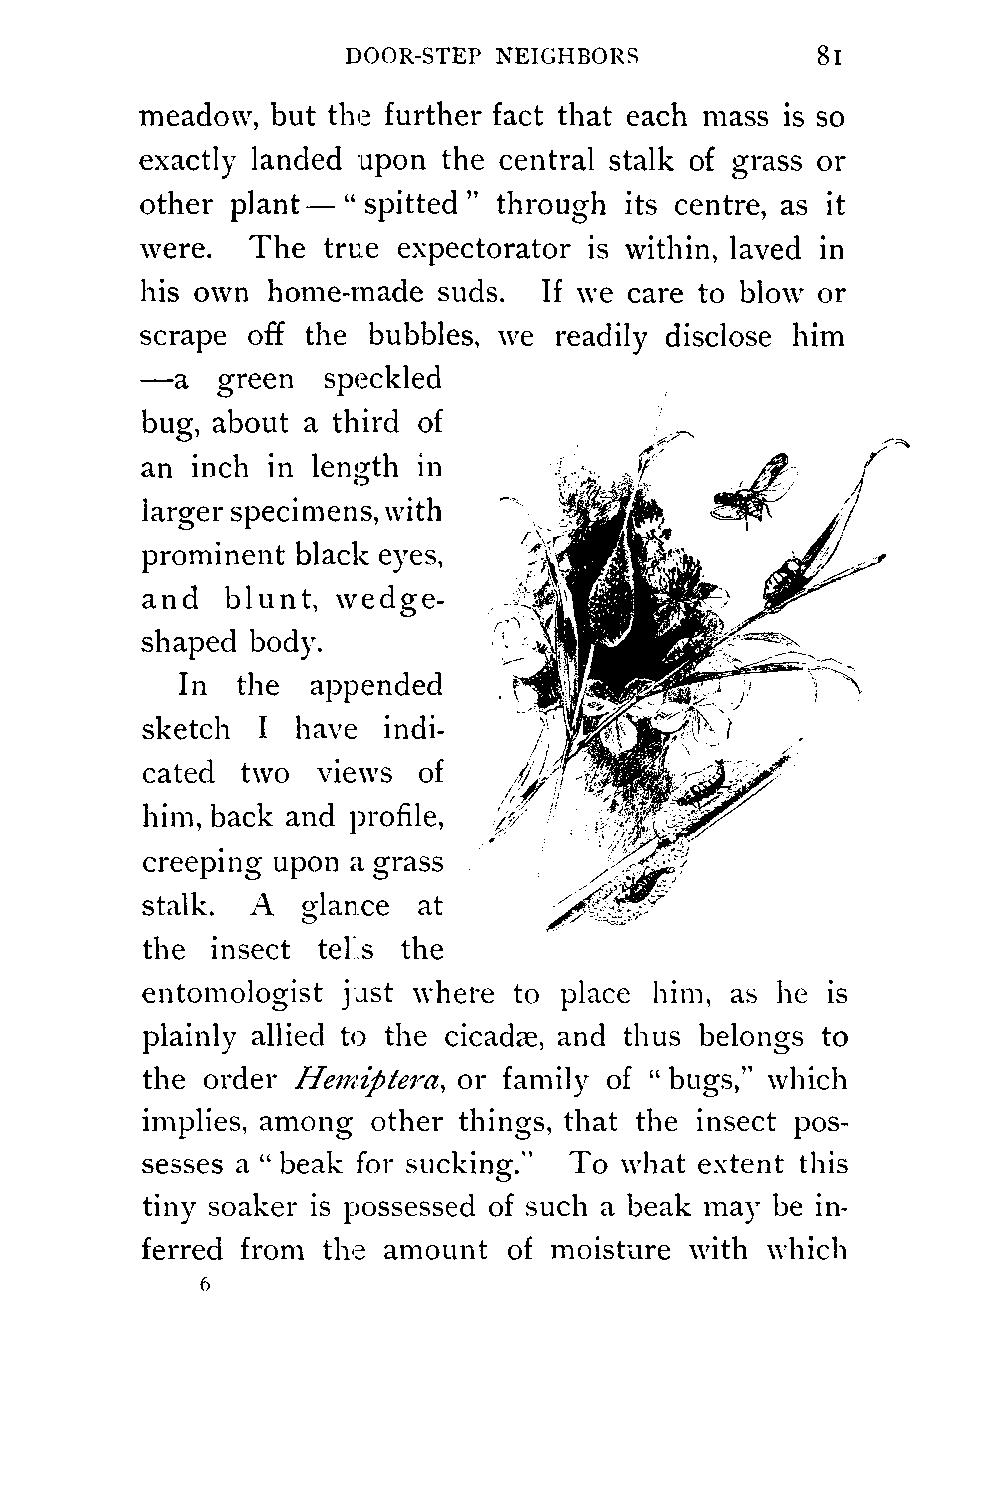 DOOR-STEP NEIGHBORS 81
meadow, but the further fact that each mass is so
exactly landed upon the central stalk of grass or
other plant — “ spitted ” through its centre, as it
were. The true expectorator is within, laved in
his own home-made suds. If we care to blow or
scrape off the bubbles, we readily disclose him
—a green speckled
bug, about a third of
an inch in length in
larger specimens, with
prominent black eyes,
and blunt, wedge-
shaped body.
In the appended
sketch I have indi-
cated two views of
him, back and profile,
creeping upon a grass
stalk. A glance at
the insect tells the
entomologist just where to place him, as he is
plainly allied to the cicadæ, and thus belongs to
the order Hemiptera, or family of “ bugs,” which
implies, among other things, that the insect pos-
sesses a “ beak for sucking.” To what extent this
tiny soaker is possessed of such a beak may be in-
ferred from the amount of moisture with which
6